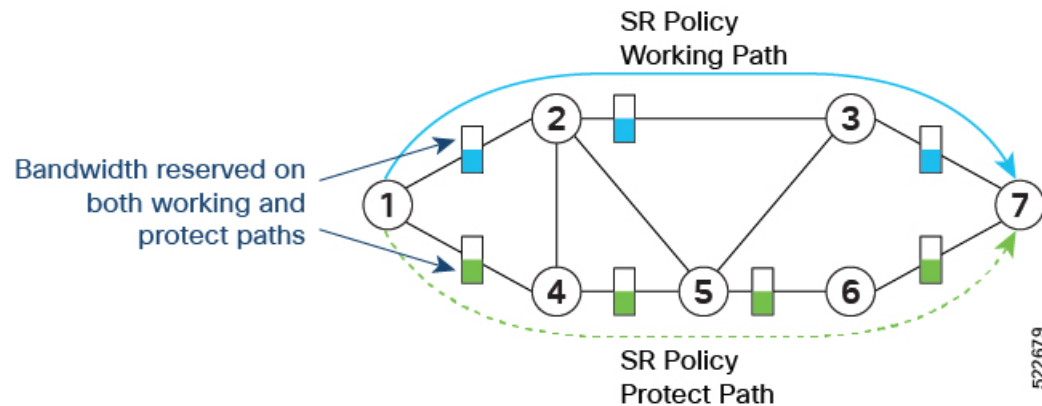 SR Policy
Working Path
Bandwidth reserved on
both working and
protect paths
1
2
3
7
4
5
6
SR Policy
Protect Path
522679